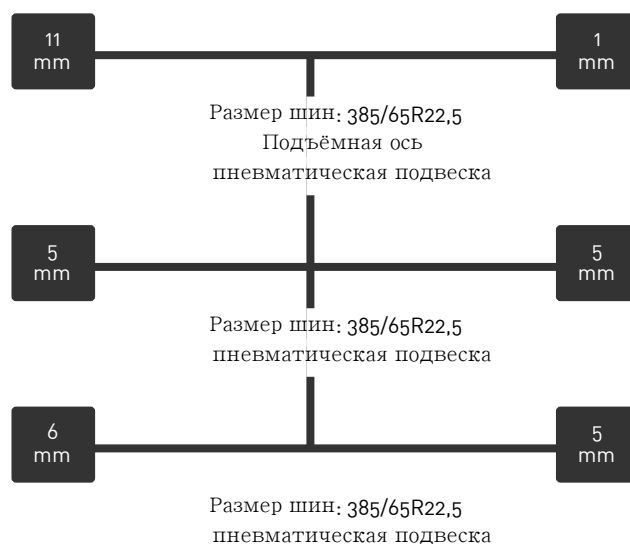 11
mm
1
mm
Размер шин: 385/65R22,5
Подъёмная ось
пневматическая подвеска
5
mm
5
mm
Размер шин: 385/65R22,5
пневматическая подвеска
6
mm
5
mm
Размер шин: 385/65R22,5
пневматическая подвеска